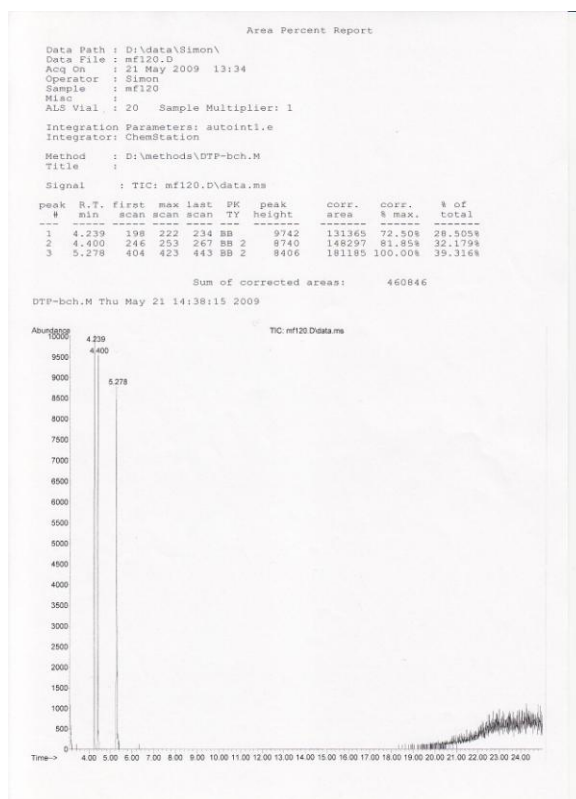 Area Percent Report
Data Path : D:\data\Simon\
Data File : mf120.D
Acq On : 21 May 2009 13:34
Operator : Simon
Sample : mf120
Misc :
ALS Vial : 20 Sample Multiplier: 1
Integration Parameters: autoint1.e
Integrator: ChemStation
Method : D:\methods\DTP-bch.M
Title :
Signal : TIC: mf120.D\data.ms
peak R.T. first max last PK peak corr. corr. % of
# min scan scan scan TY height area % max. total
--- ----- ----- ---- ---- --- ------- ------- ------ -------
1 4.239 198 222 234 BB 9742 131365 72.50% 28.505%
2 4.400 246 253 267 BB 2 8740 148297 81.85% 32.179%
3 5.278 404 423 443 BB 2 8406 181185 100.00% 39.316%
Sum of corrected areas: 460846
DTP-bch.M Thu May 21 14:38:15 2009
Abundance
TIC: mf120.D\data.ms
10000
4.239
4.400
9500
9000
5.278
8500
8000
7500
7000
6500
6000
5500
5000
4500
4000
3500
3000
2500
2000
1500
1000
500
0
Time--> 4.00 5.00 6.00 7.00 8.00 9.00 10.00 11.00 12.00 13.00 14.00 15.00 16.00 17.00 18.00 19.00 20.00 21.00 22.00 23.00 24.00